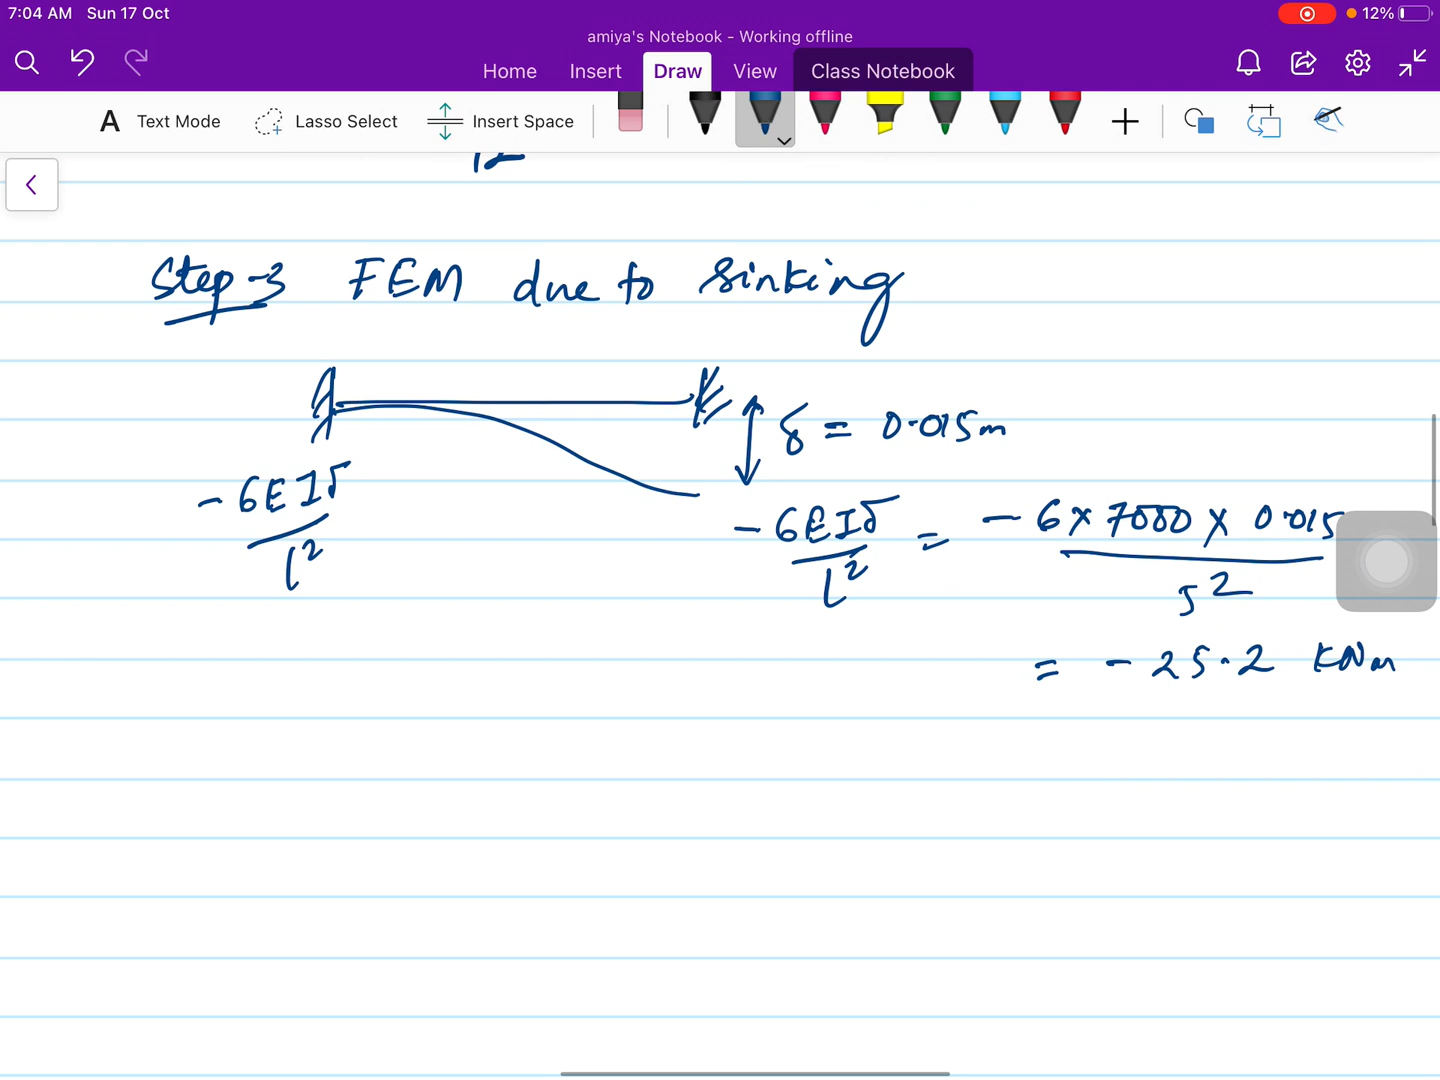 7:04 AM Sun 17 Oct
12%
amiya's Notebook - Working offline
Home Insert Draw View Class Notebook
A Text Mode Lasso Select Insert Space
12
Step-3 FEM due to sinking
δ = 0.015m
-6EIδ/l² -6EIδ/l² = -6 × 7000 × 0.015/5²
= -25.2 KNm